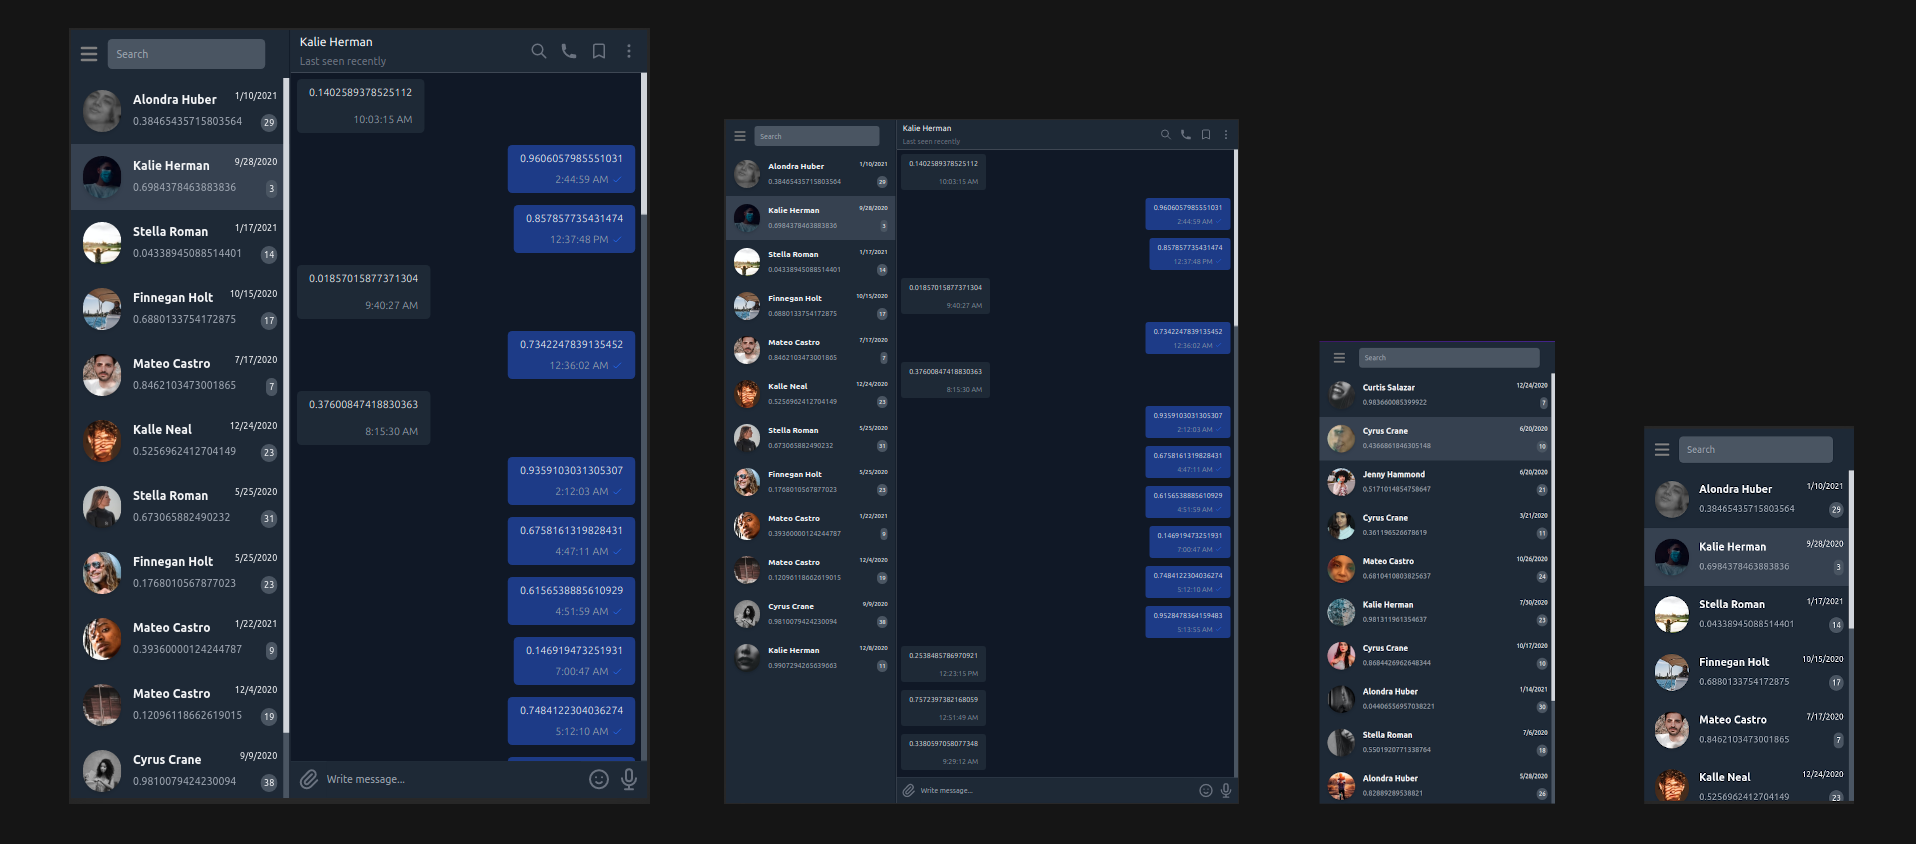 Search
Alondra Huber
1/10/2021
0.38465435715803564
29
Kalie Herman
9/28/2020
0.6984378463883836
3
Stella Roman
1/17/2021
0.04338945088514401
14
Finnegan Holt
10/15/2020
0.6880133754172875
17
Mateo Castro
7/17/2020
0.8462103473001865
7
Kalle Neal
12/24/2020
0.5256962412704149
23
Stella Roman
5/25/2020
0.673065882490232
31
Finnegan Holt
5/25/2020
0.1768010567877023
23
Mateo Castro
1/22/2021
0.39360000124244787
9
Mateo Castro
12/4/2020
0.12096118662619015
19
Cyrus Crane
9/9/2020
0.9810079424230094
38
Kalie Herman
Last seen recently
0.1402589378525112
10:03:15 AM
0.9606057985551031
2:44:59 AM
0.857857735431474
12:37:48 PM
0.01857015877371304
9:40:27 AM
0.7342247839135452
12:36:02 AM
0.37600847418830363
8:15:30 AM
0.9359103031305307
2:12:03 AM
0.6758161319828431
4:47:11 AM
0.6156538885610929
4:51:59 AM
0.146919473251931
7:00:47 AM
0.7484122304036274
5:12:10 AM
Write message...
Search
Alondra Huber
1/10/2021
0.38465435715803564
29
Kalie Herman
9/28/2020
0.6984378463883836
3
Stella Roman
1/17/2021
0.04338945088514401
14
Finnegan Holt
10/15/2020
0.6880133754172875
17
Mateo Castro
7/17/2020
0.8462103473001865
7
Kalle Neal
12/24/2020
0.5256962412704149
23
Stella Roman
5/25/2020
0.673065882490232
31
Finnegan Holt
5/25/2020
0.1768010567877023
23
Mateo Castro
1/22/2021
0.39360000124244787
9
Mateo Castro
12/4/2020
0.12096118662619015
19
Cyrus Crane
9/9/2020
0.9810079424230094
38
Kalie Herman
12/8/2020
0.9907294265639663
11
Kalie Herman
Last seen recently
0.1402589378525112
10:03:15 AM
0.9606057985551031
2:44:59 AM
0.857857735431474
12:37:48 PM
0.01857015877371304
9:40:27 AM
0.7342247839135452
12:36:02 AM
0.37600847418830363
8:15:30 AM
0.9359103031305307
2:12:03 AM
0.6758161319828431
4:47:11 AM
0.6156538885610929
4:51:59 AM
0.146919473251931
7:00:47 AM
0.7484122304036274
5:12:10 AM
0.9528478364159483
5:13:55 AM
0.2538485786970921
12:23:15 PM
0.7572397382168059
12:51:49 AM
0.3380597058077348
9:29:12 AM
Write message...
Search
Curtis Salazar
12/24/2020
0.983660085399922
7
Cyrus Crane
6/20/2020
0.4366861846305148
10
Jenny Hammond
6/20/2020
0.5171014854758647
21
Cyrus Crane
3/21/2020
0.361196526678619
11
Mateo Castro
10/26/2020
0.6810410803825637
24
Kalie Herman
7/30/2020
0.981311961354637
23
Cyrus Crane
10/17/2020
0.8684426962648344
10
Alondra Huber
1/14/2021
0.04406556957038221
30
Stella Roman
7/6/2020
0.5501920771338764
18
Alondra Huber
5/28/2020
0.82889289538821
26
Search
Alondra Huber
1/10/2021
0.38465435715803564
29
Kalie Herman
9/28/2020
0.6984378463883836
3
Stella Roman
1/17/2021
0.04338945088514401
14
Finnegan Holt
10/15/2020
0.6880133754172875
17
Mateo Castro
7/17/2020
0.8462103473001865
7
Kalle Neal
12/24/2020
0.5256962412704149
23